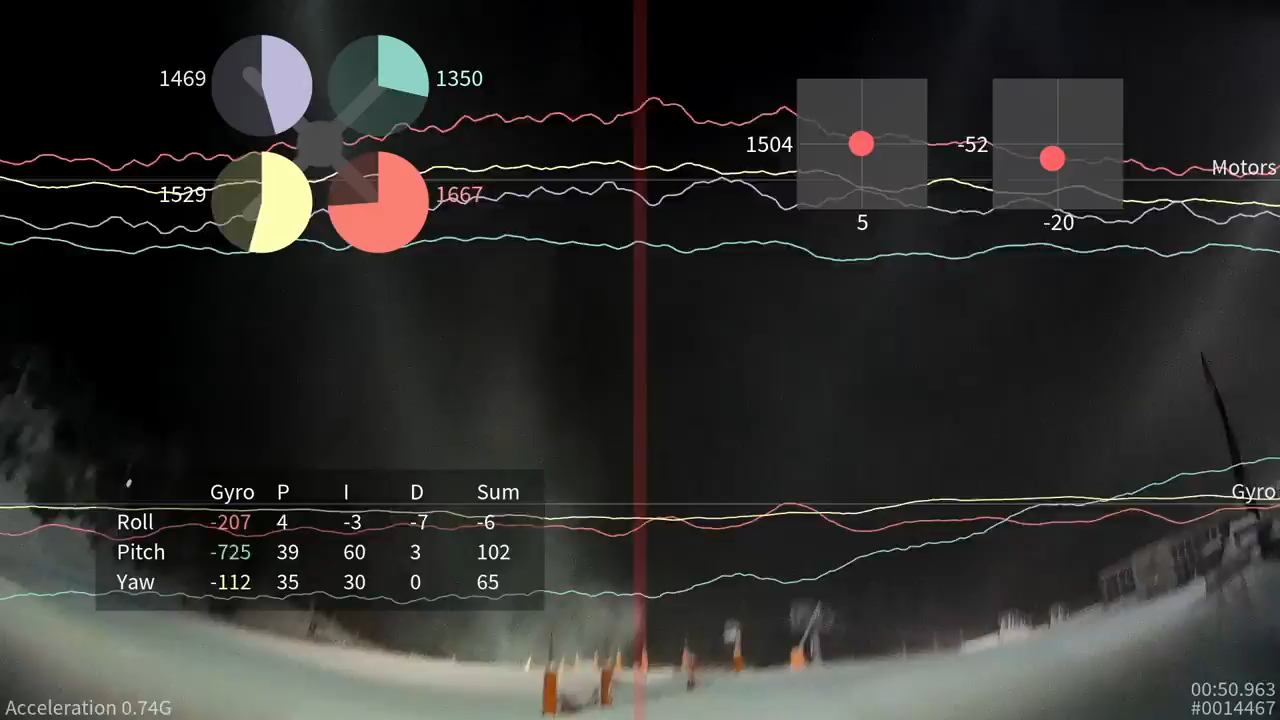 1469 1350
1529 1667
1504 -52
5 -20
Motors
Gyro P I D Sum
Roll -207 4 -3 -7 -6
Pitch -725 39 60 3 102
Yaw -112 35 30 0 65
Gyro
Acceleration 0.74G
00:50.963
#0014467